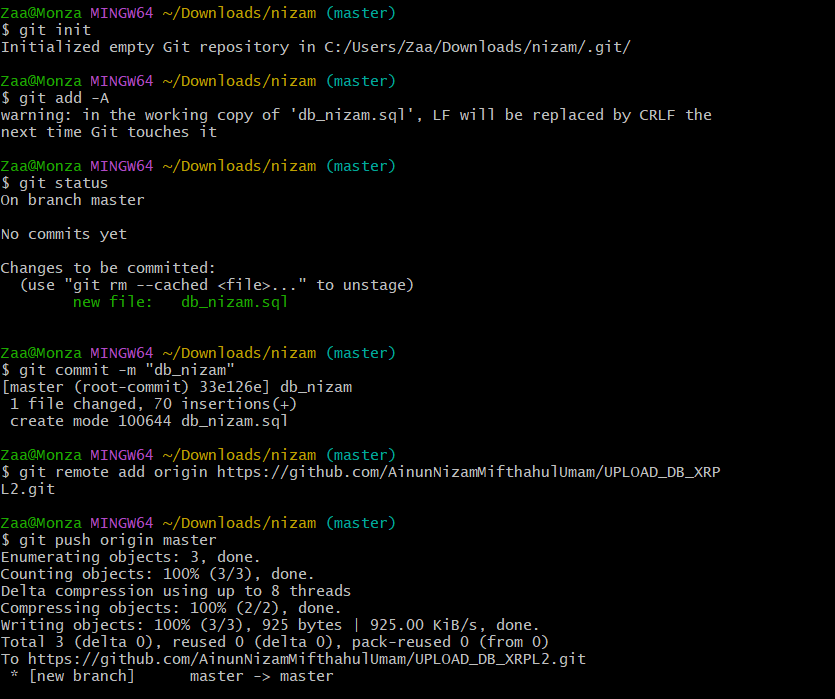 Zaa@Monza MINGW64 ~/Downloads/nizam (master)
$ git init
Initialized empty Git repository in C:/Users/Zaa/Downloads/nizam/.git/
Zaa@Monza MINGW64 ~/Downloads/nizam (master)
$ git add -A
warning: in the working copy of 'db_nizam.sql', LF will be replaced by CRLF the
next time Git touches it
Zaa@Monza MINGW64 ~/Downloads/nizam (master)
$ git status
On branch master
No commits yet
Changes to be committed:
  (use "git rm --cached <file>..." to unstage)
        new file:   db_nizam.sql
Zaa@Monza MINGW64 ~/Downloads/nizam (master)
$ git commit -m "db_nizam"
[master (root-commit) 33e126e] db_nizam
 1 file changed, 70 insertions(+)
 create mode 100644 db_nizam.sql
Zaa@Monza MINGW64 ~/Downloads/nizam (master)
$ git remote add origin https://github.com/AinunNizamMifthahulUmam/UPLOAD_DB_XRP
L2.git
Zaa@Monza MINGW64 ~/Downloads/nizam (master)
$ git push origin master
Enumerating objects: 3, done.
Counting objects: 100% (3/3), done.
Delta compression using up to 8 threads
Compressing objects: 100% (2/2), done.
Writing objects: 100% (3/3), 925 bytes | 925.00 KiB/s, done.
Total 3 (delta 0), reused 0 (delta 0), pack-reused 0 (from 0)
To https://github.com/AinunNizamMifthahulUmam/UPLOAD_DB_XRPL2.git
 * [new branch]      master -> master